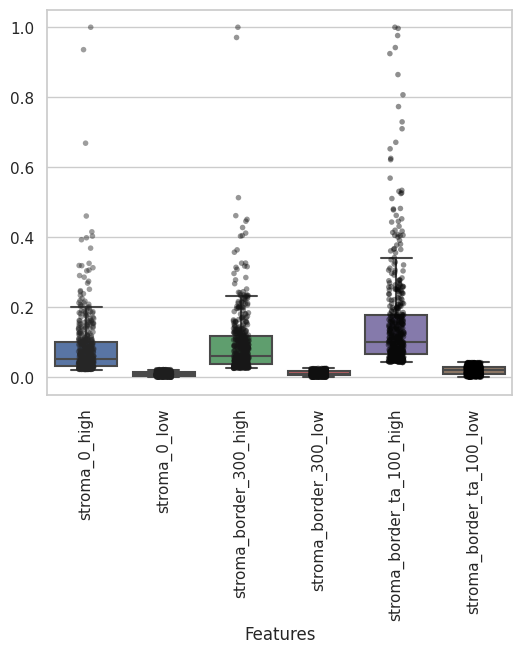 1.0
0.8
0.6
0.4
0.2
0.0
stroma_0_high
stroma_0_low
stroma_border_300_high
stroma_border_300_low
stroma_border_ta_100_high
stroma_border_ta_100_low
Features